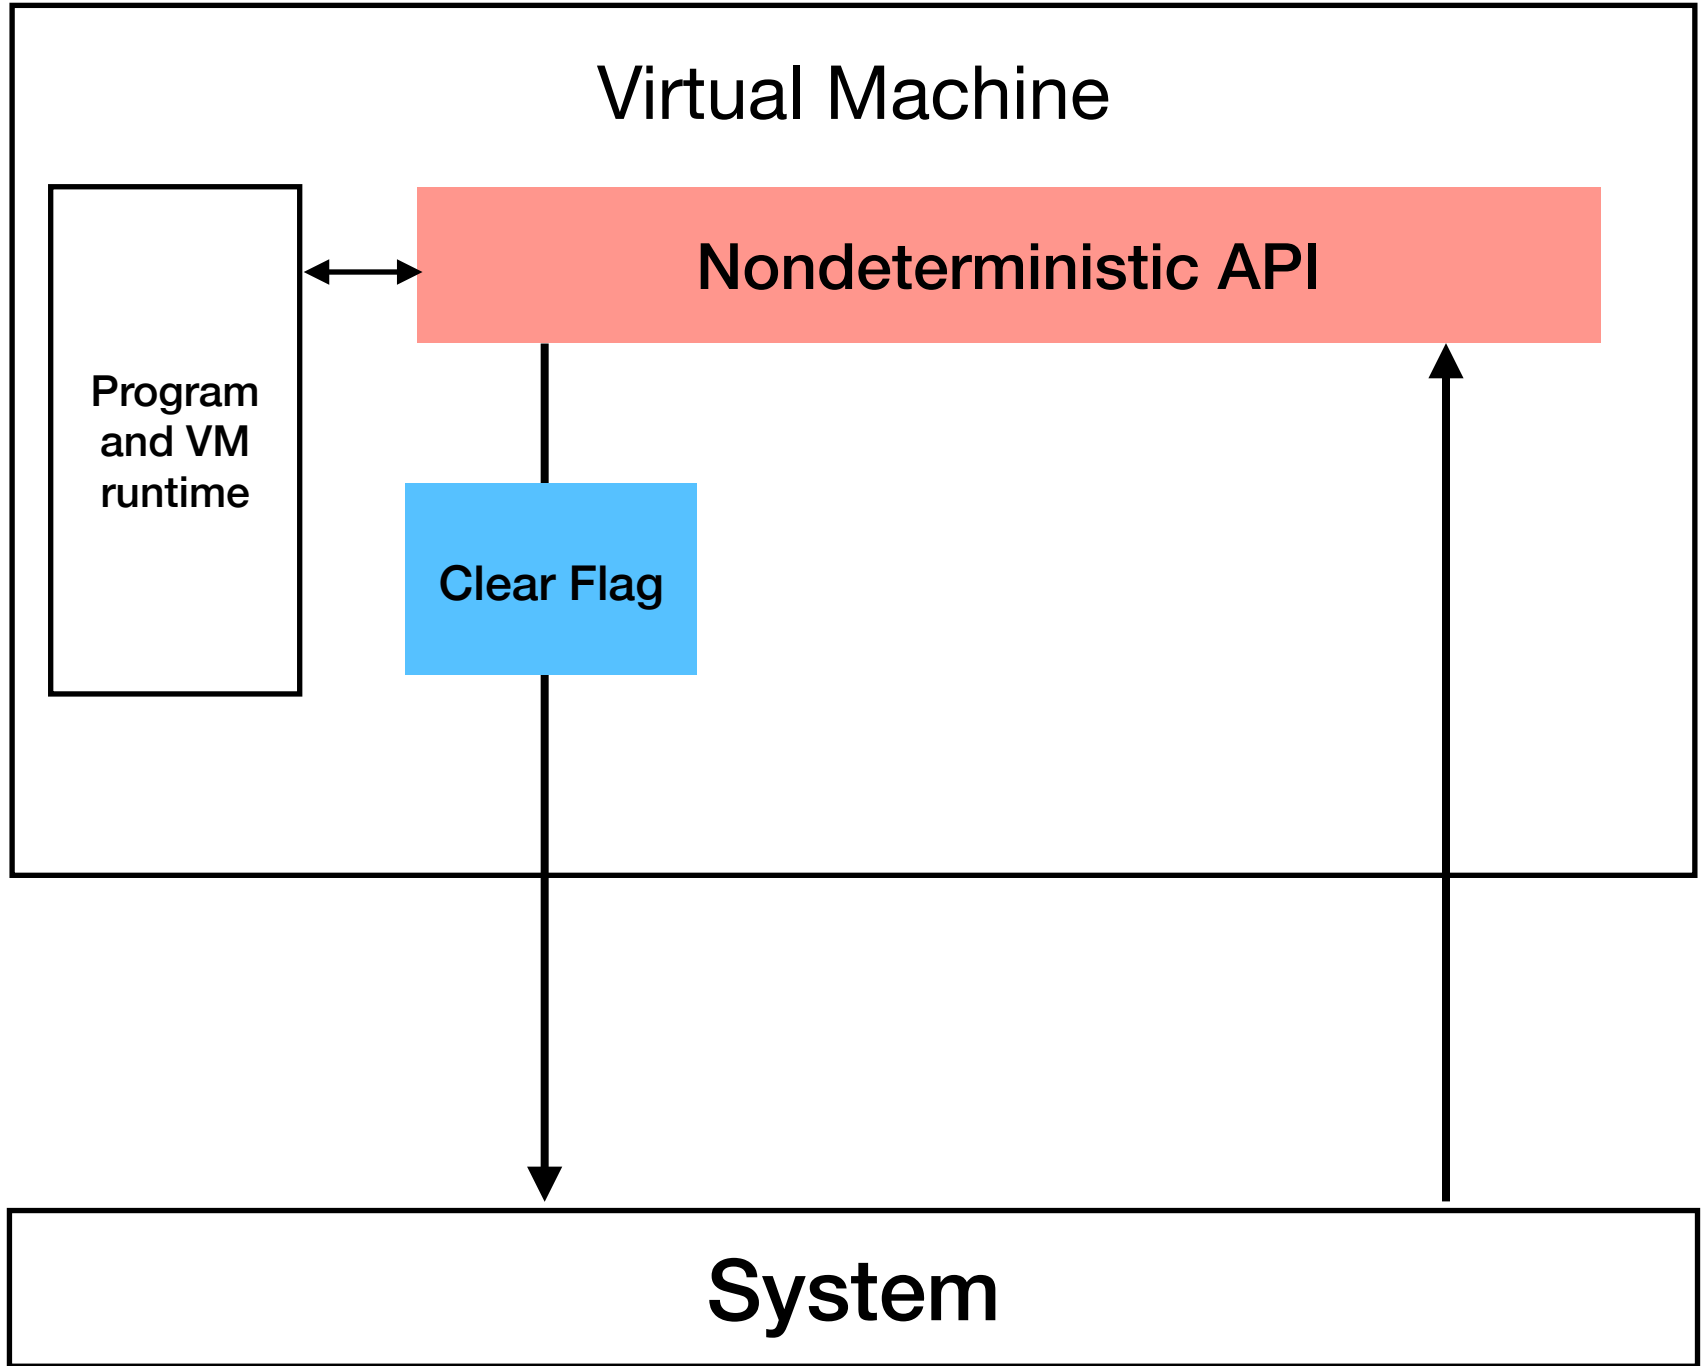 Virtual Machine
Nondeterministic API
Program
and VM
runtime
Clear Flag
System